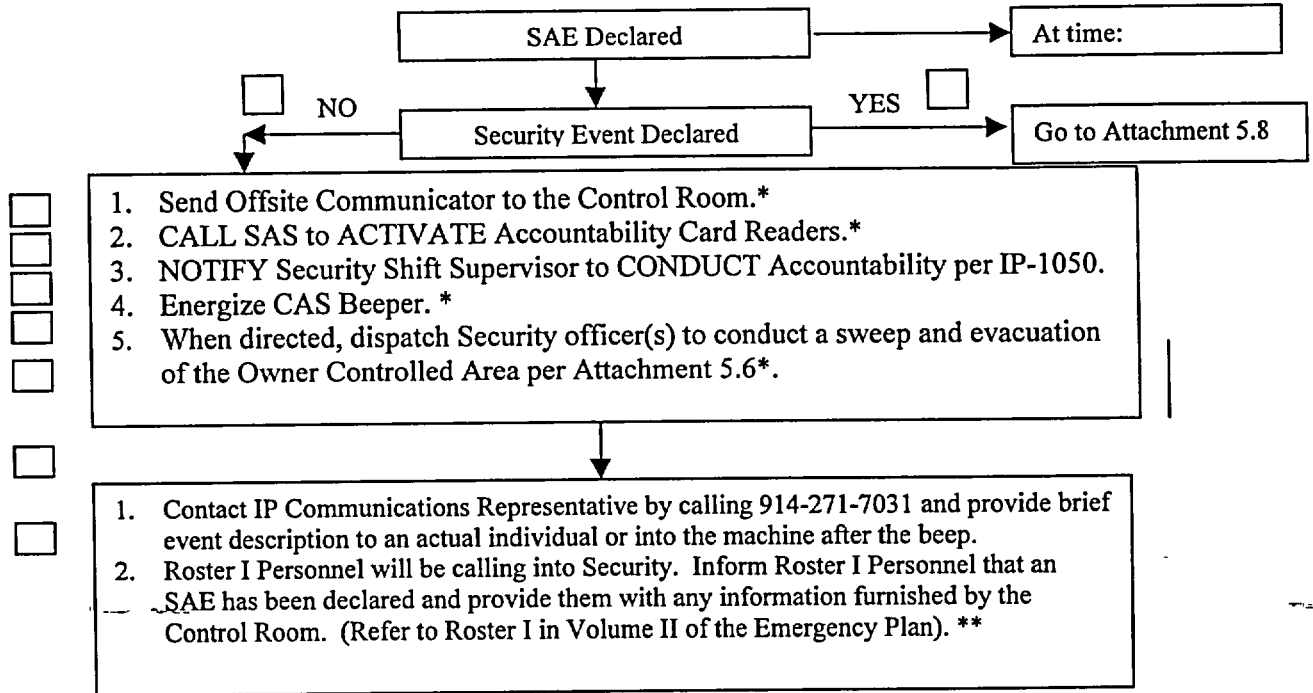 SAE Declared
At time:
NO
YES
Security Event Declared
Go to Attachment 5.8
1. Send Offsite Communicator to the Control Room.*
2. CALL SAS to ACTIVATE Accountability Card Readers.*
3. NOTIFY Security Shift Supervisor to CONDUCT Accountability per IP-1050.
4. Energize CAS Beeper. *
5. When directed, dispatch Security officer(s) to conduct a sweep and evacuation
of the Owner Controlled Area per Attachment 5.6*.
1. Contact IP Communications Representative by calling 914-271-7031 and provide brief
event description to an actual individual or into the machine after the beep.
2. Roster I Personnel will be calling into Security. Inform Roster I Personnel that an
SAE has been declared and provide them with any information furnished by the
Control Room. (Refer to Roster I in Volume II of the Emergency Plan). **